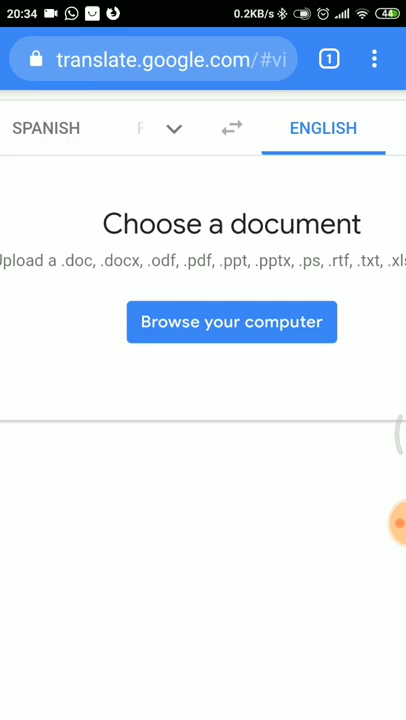 20:34 0.2KB/s 44
translate.google.com/#vi
1
SPANISH ENGLISH
Choose a document
Upload a .doc, .docx, .odf, .pdf, .ppt, .pptx, .ps, .rtf, .txt, .xls
Browse your computer